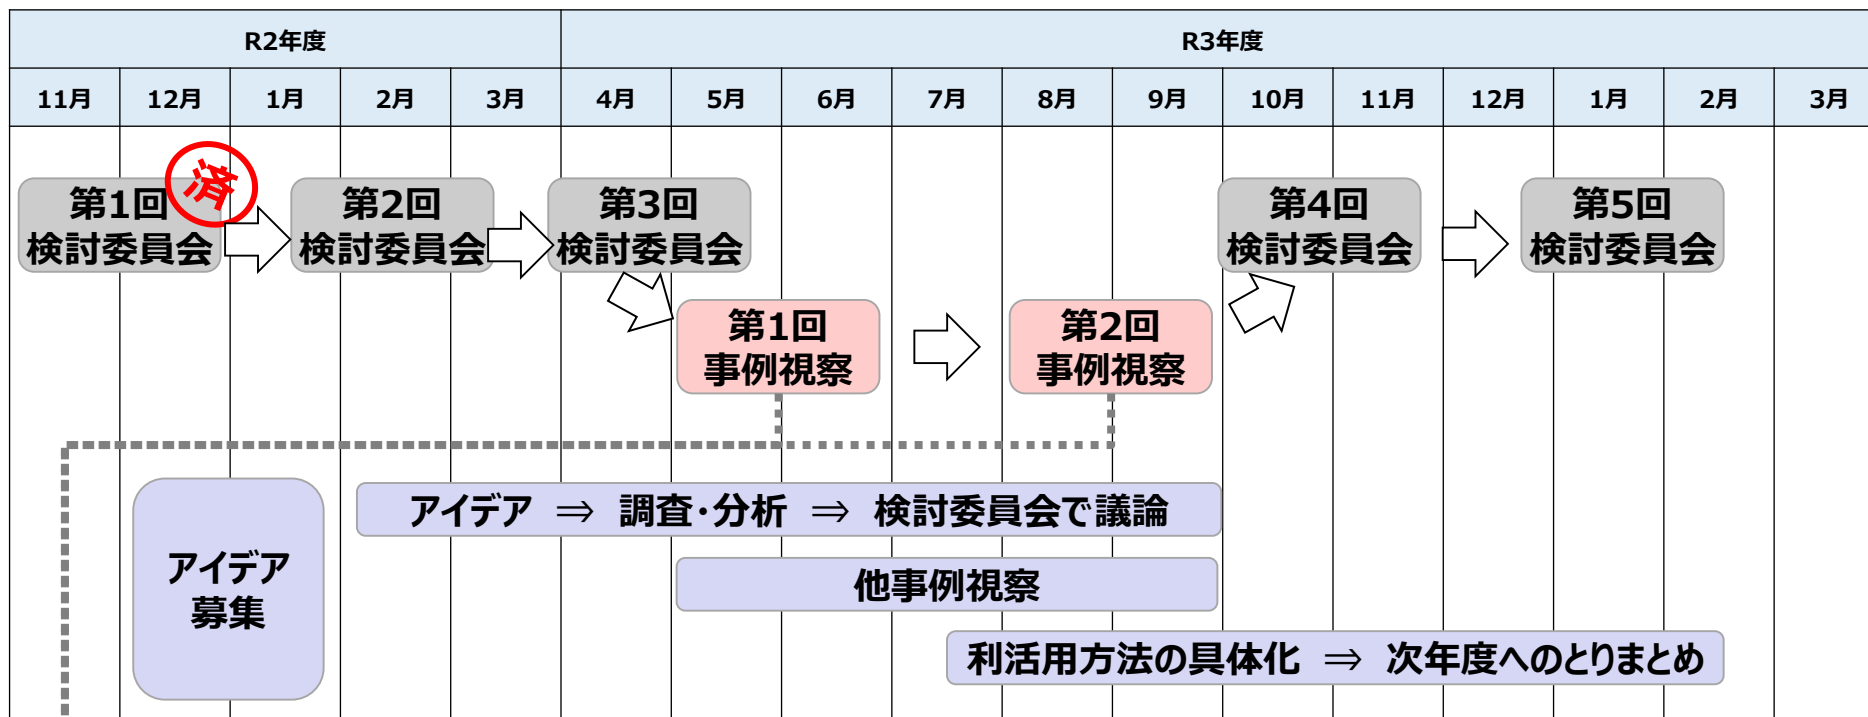 R2年度
R3年度
11月
12月
1月
2月
3月
4月
5月
6月
7月
8月
9月
10月
11月
12月
1月
2月
3月
済
第1回
検討委員会
第2回
検討委員会
第3回
検討委員会
第4回
検討委員会
第5回
検討委員会
第1回
事例視察
第2回
事例視察
アイデア ⇒ 調査・分析 ⇒ 検討委員会で議論
アイデア
募集
他事例視察
利活用方法の具体化 ⇒ 次年度へのとりまとめ